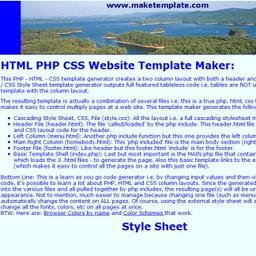 www.maketemplate.com
HTML PHP CSS Website Template Maker:
This PHP - HTML - CSS template generator creates a two column layout with both a header and
/ CSS Style Sheet template generator outputs full featured tableless code i.e. tables are NOT u
template with the column layout.
The resulting template is actually a combination of several files i.e. this is a true php, html, css
makes it easy to control multiply pages at a web site. This template maker generates the follow
Cascading Style Sheet, CSS, File (style.css): All the layout i.e. a full cascading stylesheet m
Header File (header.html): The file 'called/loaded' by the php include. This header.html file
and CSS layout code for the header.
Left Column (menu.html): Another php include function but this one provides the left column
Main Right Column (homebody.html): This 'php included' file is the main body section (right
Footer File (footer.html): Like header but this footer.html 'include' is for the footer.
Basic Template Shell (index.php): Last but most important is the MAIN php file that contain
which loads the 3 .html files - to generate the page. Also this basic template links to the e
(which makes it easy to control all the pages on a site with just one file).
Bottom Line: This is a learn as you go code generator i.e. by changing input values and then vi
code, it's possible to learn a lot about PHP, HTML and CSS column layouts. Since the generated
into the various files and all pulled together by php includes, the resulting page(s) will be un
appearance. Not to mention, much easier to manage because changing one file (such as menu
automatically change the content on ALL pages. Of course, using the external style sheet will a
change all the fonts, colors, etc on all pages at once.
BTW: Here are: Browser Colors by name and Color Schemes that work.
Style Sheet